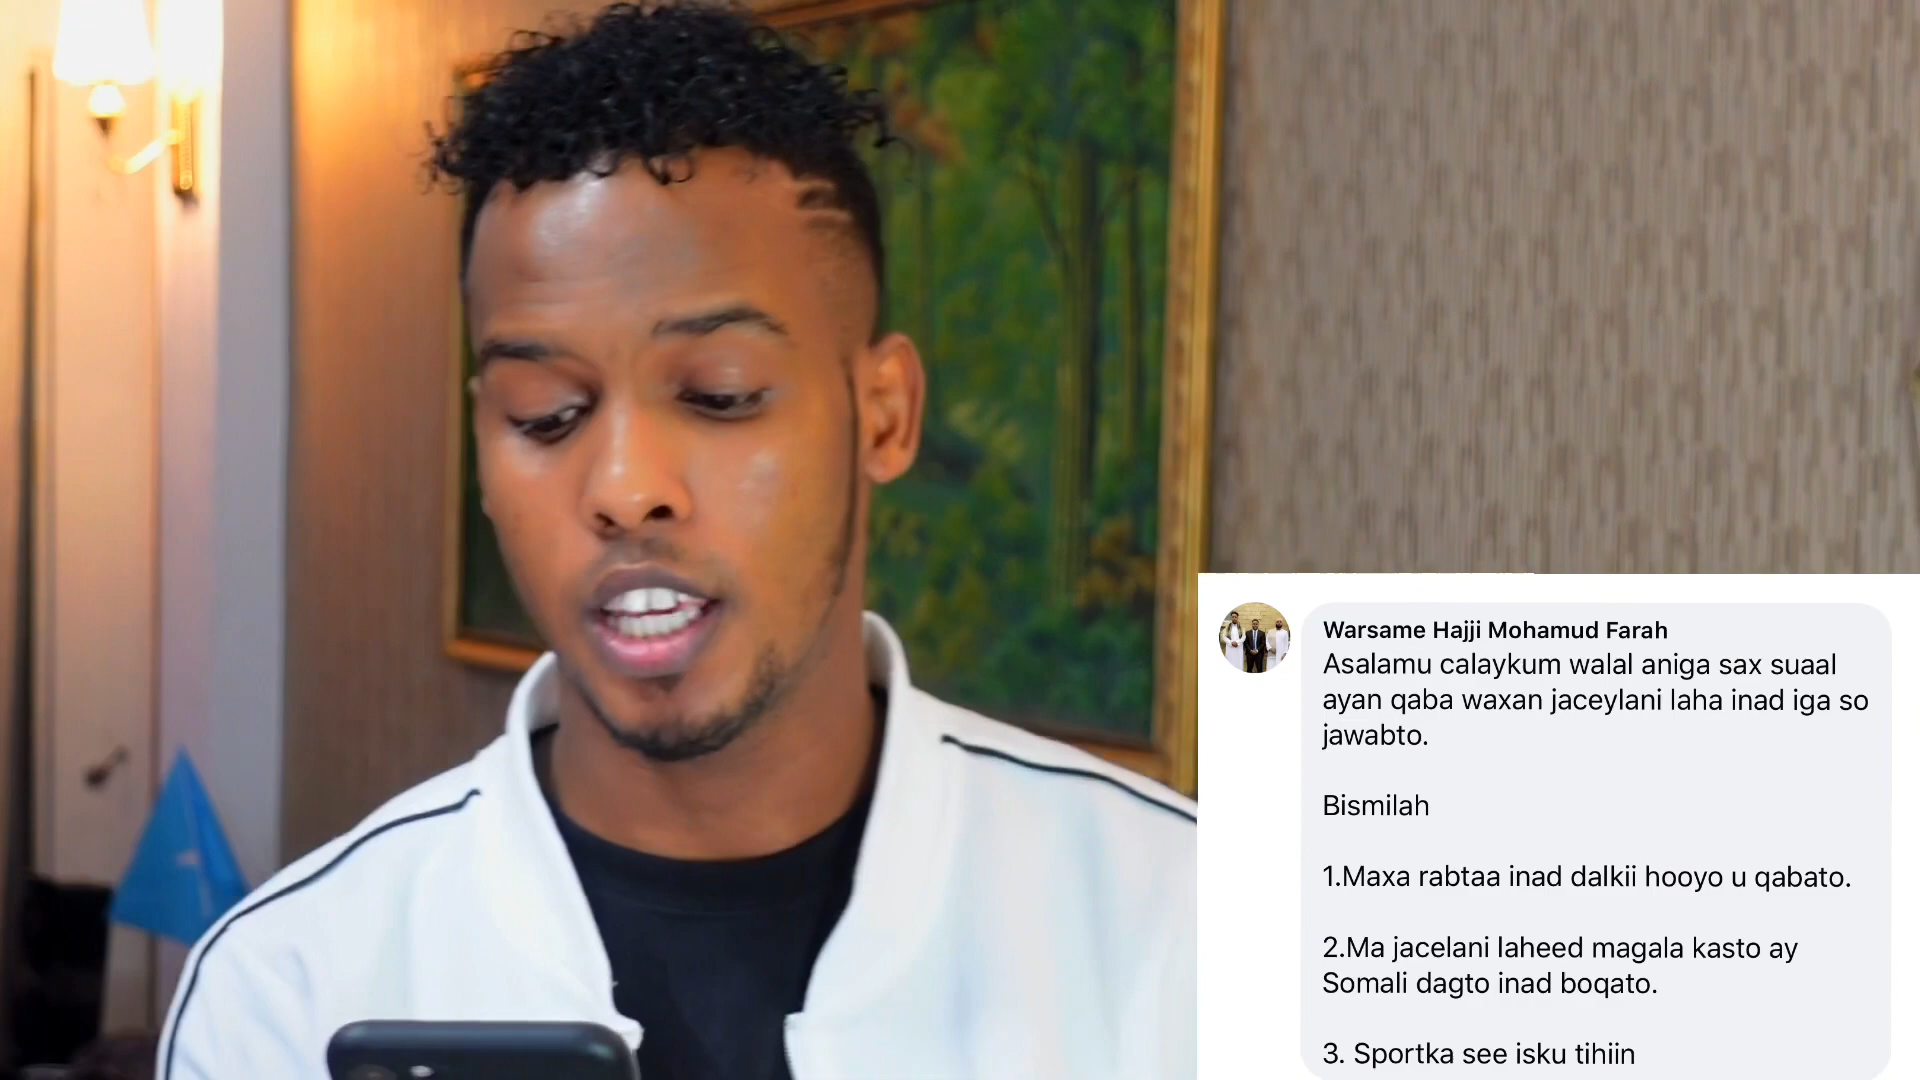 Warsame Hajji Mohamud Farah
Asalamu calaykum walal aniga sax suaal
ayan qaba waxan jaceylani laha inad iga so
jawabto.
Bismilah
1.Maxa rabtaa inad dalkii hooyo u qabato.
2.Ma jacelani laheed magala kasto ay
Somali dagto inad boqato.
3. Sportka see isku tihiin